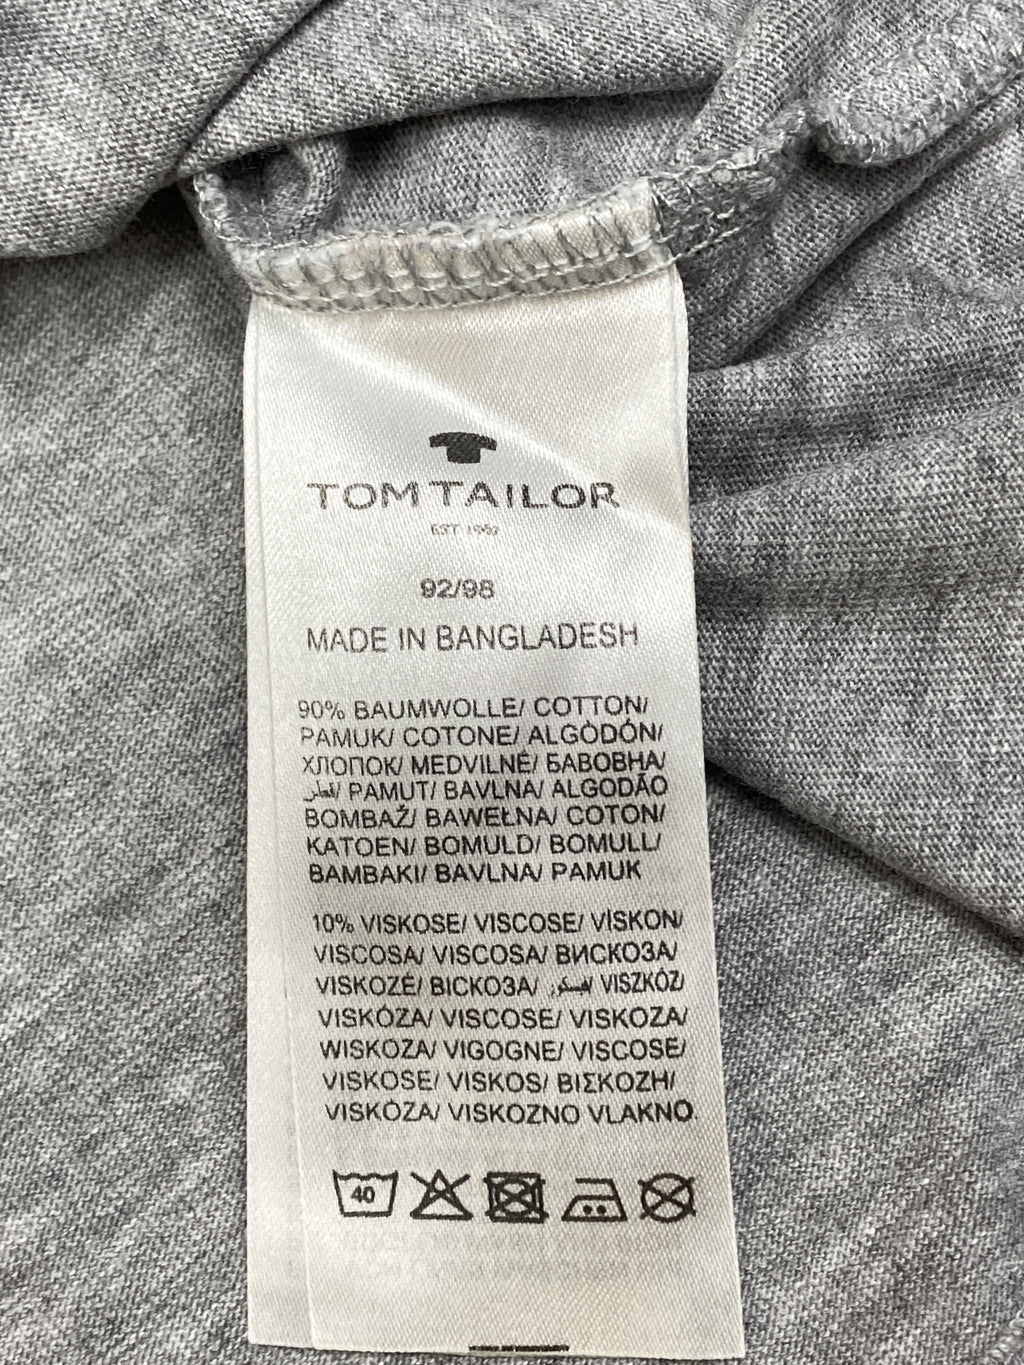 TOM TAILOR
EST 1962
92/98
MADE IN BANGLADESH
90% BAUMWOLLE/ COTTON/
PAMUK/ COTONE/ ALGÒDÓN/
ХЛОПОК/ MEDVILNÉ/ БАВОВНА/
قطن/ PAMUT/ BAVLNA/ ALGODÃO
BOMBAŽ/ BAWEŁNA/ COTON/
KATOEN/ BOMULD/ BOMULL/
BAMBAKI/ BAVLNA/ PAMUK
10% VISKOSE/ VISCOSE/ VİSKON/
VISCOSA/ VISCOSA/ ВИСКОЗА/
VISKOZÉ/ ВІСКОЗА/ VISZKÓZ/
VISKÓZA/ VISCOSE/ VISKOZA/
WISKOZA/ VIGOGNE/ VISCOSE/
VISKOSE/ VISKOS/ ΒΙΣΚΟΖΗ/
VISKÓZA/ VISKOZNO VLAKNO
40